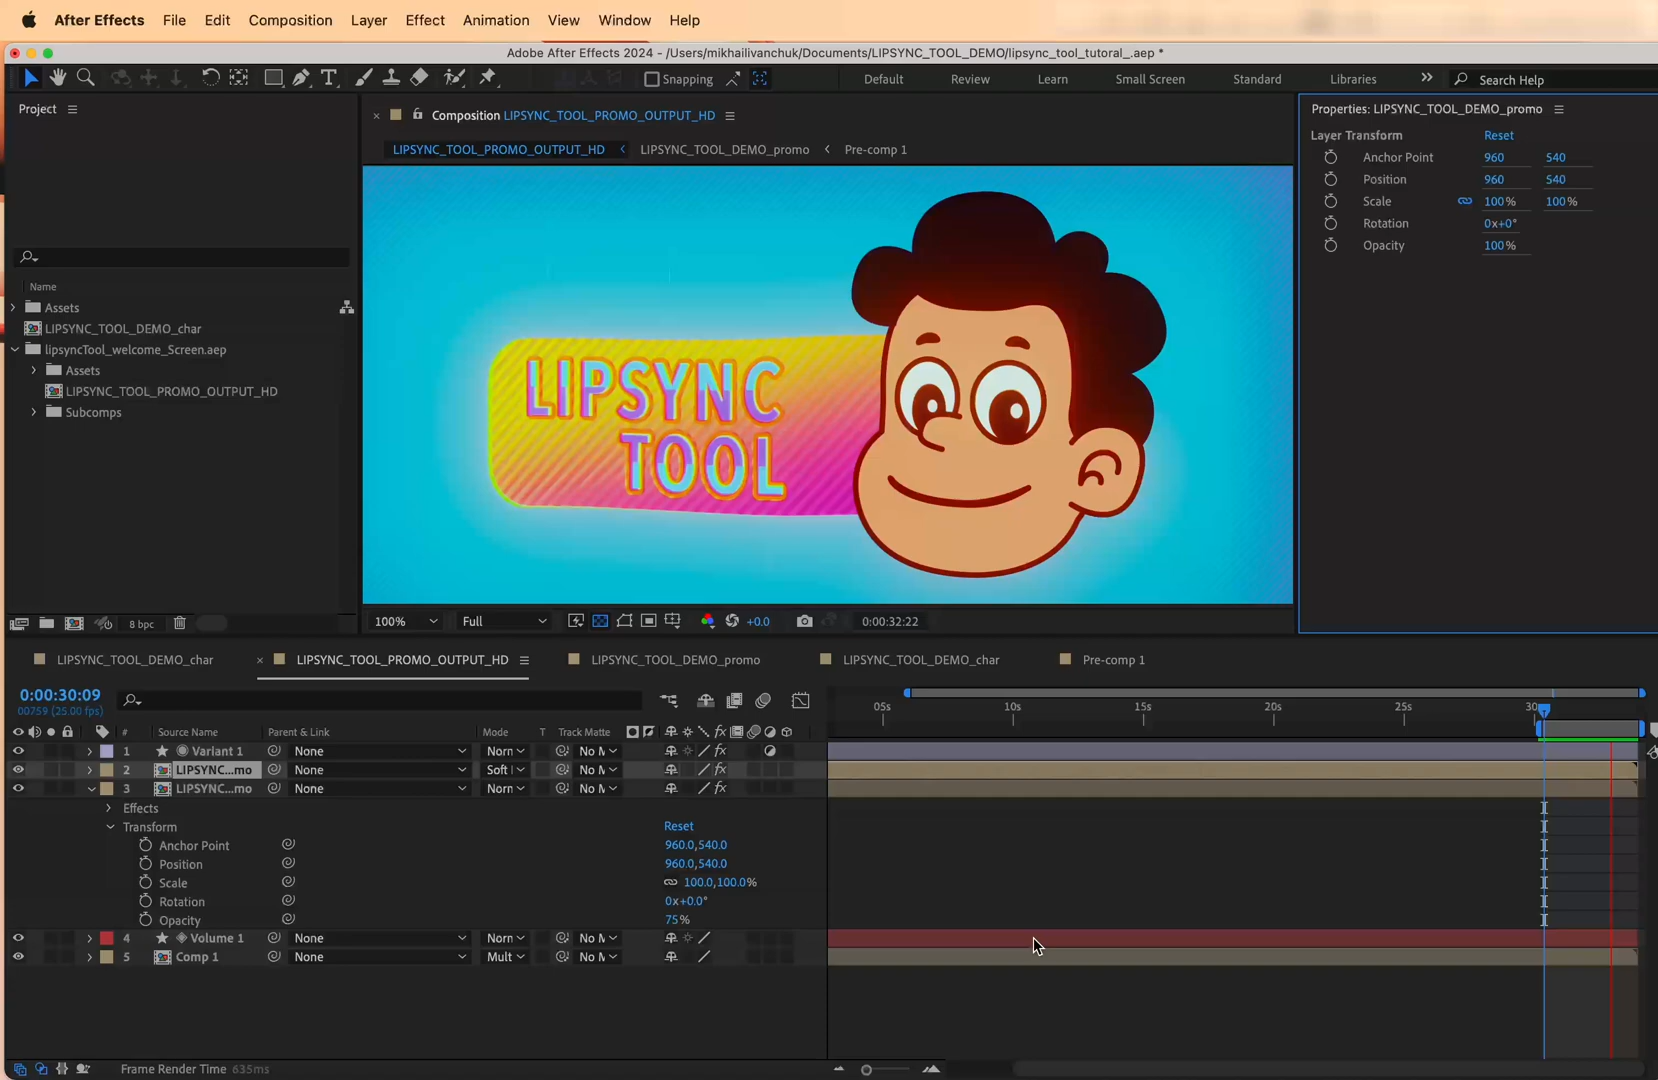 After Effects File Edit Composition Layer Effect Animation View Window Help
Adobe After Effects 2024 - /Users/mikhailivanchuk/Documents/LIPSYNC_TOOL_DEMO/lipsync_tool_tutoral_.aep *
Snapping Default Review Learn Small Screen Standard Libraries Search Help
Project
Composition LIPSYNC_TOOL_PROMO_OUTPUT_HD
Properties: LIPSYNC_TOOL_DEMO_promo
LIPSYNC_TOOL_PROMO_OUTPUT_HD LIPSYNC_TOOL_DEMO_promo Pre-comp 1
Layer Transform Reset
Anchor Point 960 540
Position 960 540
Scale 100% 100%
Rotation 0x+0°
Opacity 100%
Name
Assets
LIPSYNC_TOOL_DEMO_char
lipsyncTool_welcome_Screen.aep
Assets
LIPSYNC_TOOL_PROMO_OUTPUT_HD
Subcomps
LIPSYNC
TOOL
8 bpc
100% Full +0.0 0:00:32:22
LIPSYNC_TOOL_DEMO_char LIPSYNC_TOOL_PROMO_OUTPUT_HD LIPSYNC_TOOL_DEMO_promo LIPSYNC_TOOL_DEMO_char Pre-comp 1
0:00:30:09
00759 (25.00 fps)
05s 10s 15s 20s 25s 30
# Source Name Parent & Link Mode T Track Matte fx
1 Variant 1 None Norn No M fx
2 LIPSYNC...mo None Soft No M fx
3 LIPSYNC...mo None Norn No M fx
Effects
Transform Reset
Anchor Point 960.0,540.0
Position 960.0,540.0
Scale 100.0,100.0%
Rotation 0x+0.0°
Opacity 75%
4 Volume 1 None Norn No M
5 Comp 1 None Mult No M
Frame Render Time 635ms